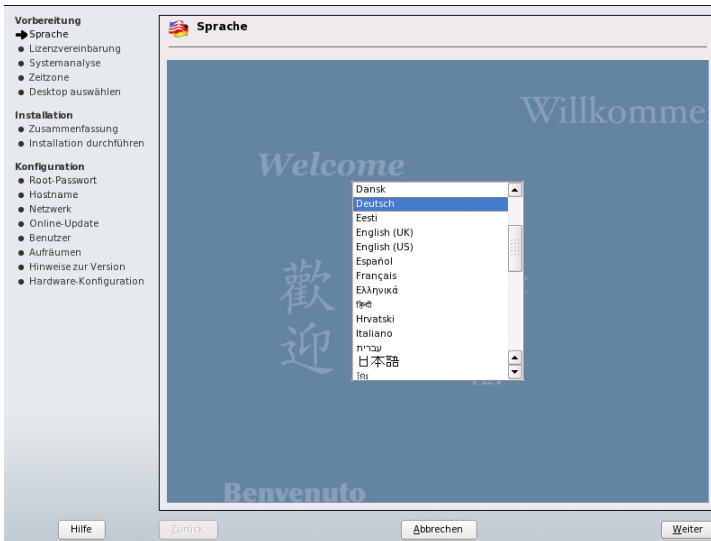 Vorbereitung
Sprache
Lizenzvereinbarung
Systemanalyse
Zeitzone
Desktop auswählen
Installation
Zusammenfassung
Installation durchführen
Konfiguration
Root-Passwort
Hostname
Netzwerk
Online-Update
Benutzer
Aufräumen
Hinweise zur Version
Hardware-Konfiguration
Sprache
Willkomme
Welcome
歡
迎
Dansk
Deutsch
Eesti
English (UK)
English (US)
Español
Français
Ελληνικά
हिन्दी
Hrvatski
Italiano
עברית
日本語
Benvenuto
Hilfe
Zurück
Abbrechen
Weiter